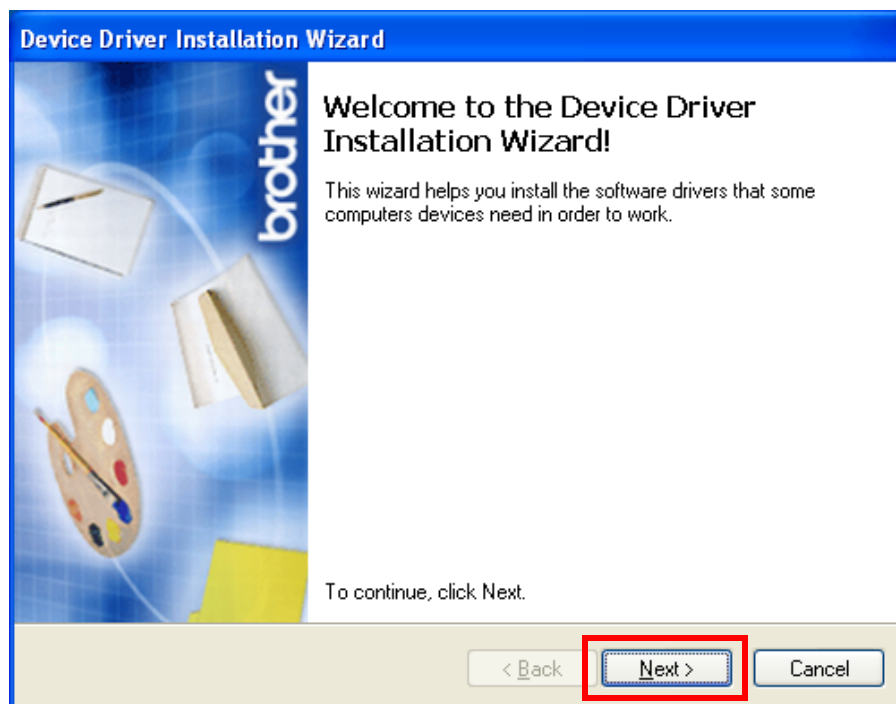 Device Driver Installation Wizard
brother
Welcome to the Device Driver
Installation Wizard!
This wizard helps you install the software drivers that some
computers devices need in order to work.
To continue, click Next.
< Back
Next >
Cancel